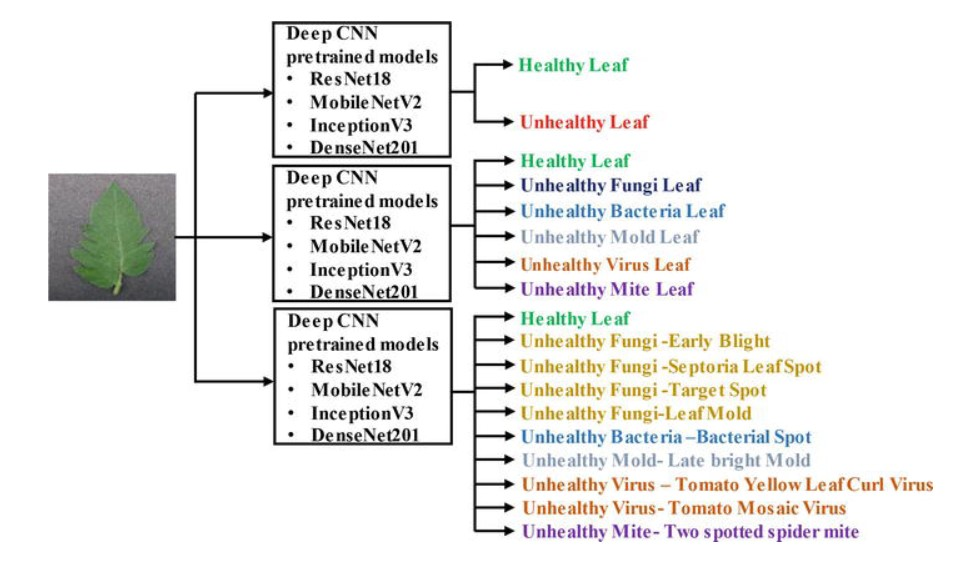 Deep CNN
pretrained models
• ResNet18
• MobileNetV2
• InceptionV3
• DenseNet201
Healthy Leaf
Unhealthy Leaf
Deep CNN
pretrained models
• ResNet18
• MobileNetV2
• InceptionV3
• DenseNet201
Healthy Leaf
Unhealthy Fungi Leaf
Unhealthy Bacteria Leaf
Unhealthy Mold Leaf
Unhealthy Virus Leaf
Unhealthy Mite Leaf
Deep CNN
pretrained models
• ResNet18
• MobileNetV2
• InceptionV3
• DenseNet201
Healthy Leaf
Unhealthy Fungi -Early Blight
Unhealthy Fungi -Septoria Leaf Spot
Unhealthy Fungi -Target Spot
Unhealthy Fungi-Leaf Mold
Unhealthy Bacteria –Bacterial Spot
Unhealthy Mold- Late bright Mold
Unhealthy Virus – Tomato Yellow Leaf Curl Virus
Unhealthy Virus- Tomato Mosaic Virus
Unhealthy Mite- Two spotted spider mite